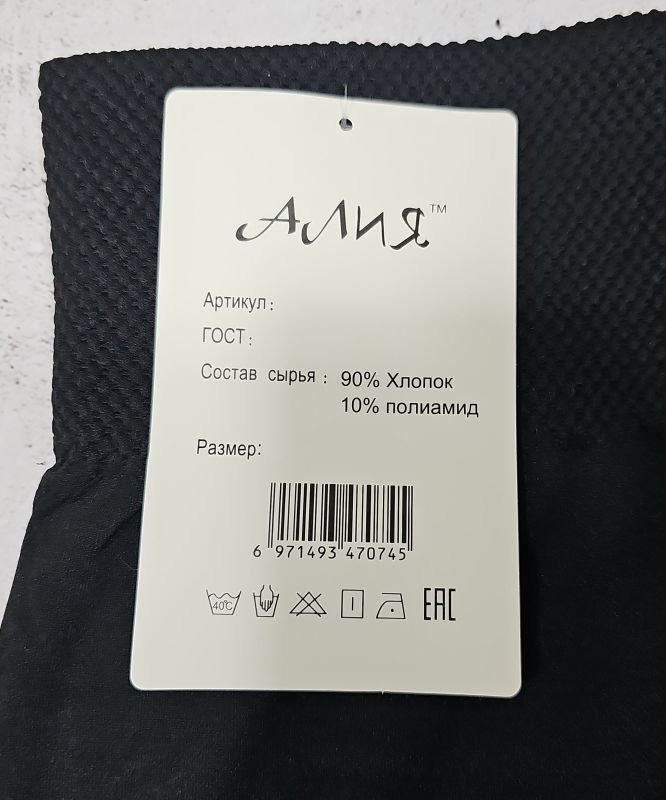 АЛИЯ™
Артикул:
ГОСТ:
Состав сырья: 90% Хлопок
10% полиамид
Размер:
6 971493 470745
40℃
EAC